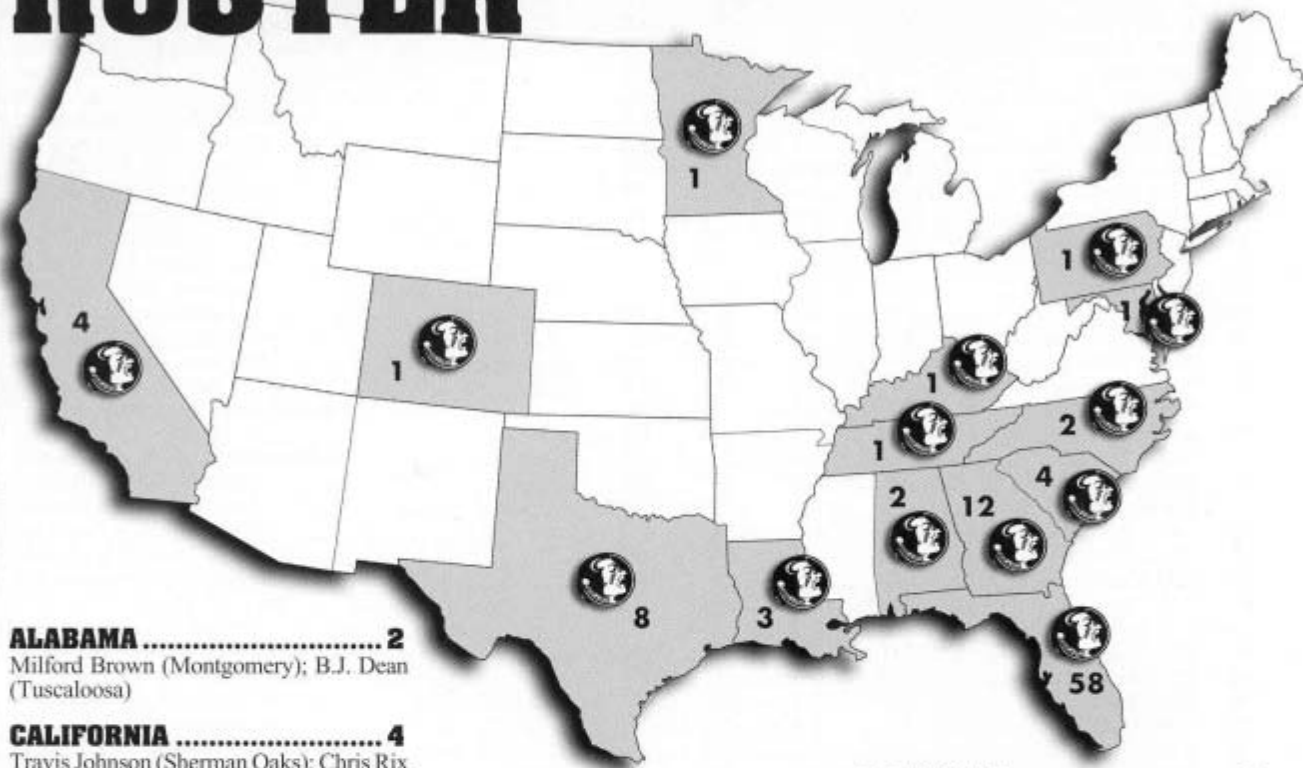 ROSTER
1
1
1
4
1
1
2
1
4
2
12
8
3
58
ALABAMA ............................... 2
Milford Brown (Montgomery); B.J. Dean
(Tuscaloosa)
CALIFORNIA ......................... 4
Travis Johnson (Sherman Oaks); Chris Rix